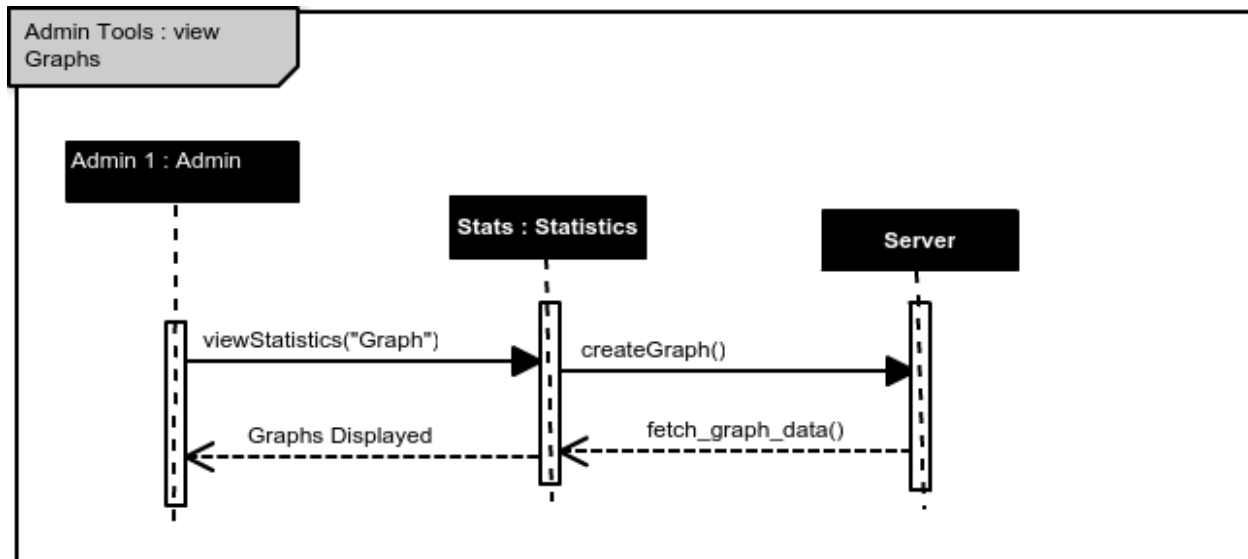 Admin Tools : view
Graphs
Admin 1 : Admin
Stats : Statistics
Server
viewStatistics("Graph")
createGraph()
Graphs Displayed
fetch_graph_data()